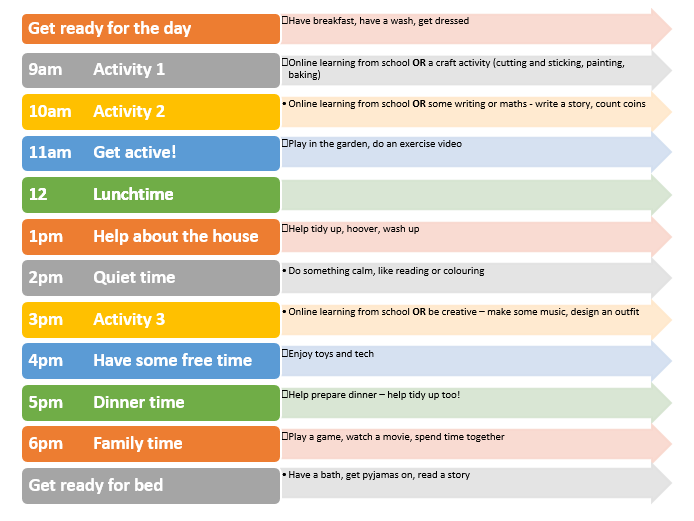 Get ready for the day
Have breakfast, have a wash, get dressed
9am Activity 1
Online learning from school OR a craft activity (cutting and sticking, painting,
baking)
10am Activity 2
• Online learning from school OR some writing or maths - write a story, count coins
11am Get active!
Play in the garden, do an exercise video
12 Lunchtime
1pm Help about the house
Help tidy up, hoover, wash up
2pm Quiet time
• Do something calm, like reading or colouring
3pm Activity 3
• Online learning from school OR be creative – make some music, design an outfit
4pm Have some free time
Enjoy toys and tech
5pm Dinner time
Help prepare dinner – help tidy up too!
6pm Family time
Play a game, watch a movie, spend time together
Get ready for bed
• Have a bath, get pyjamas on, read a story